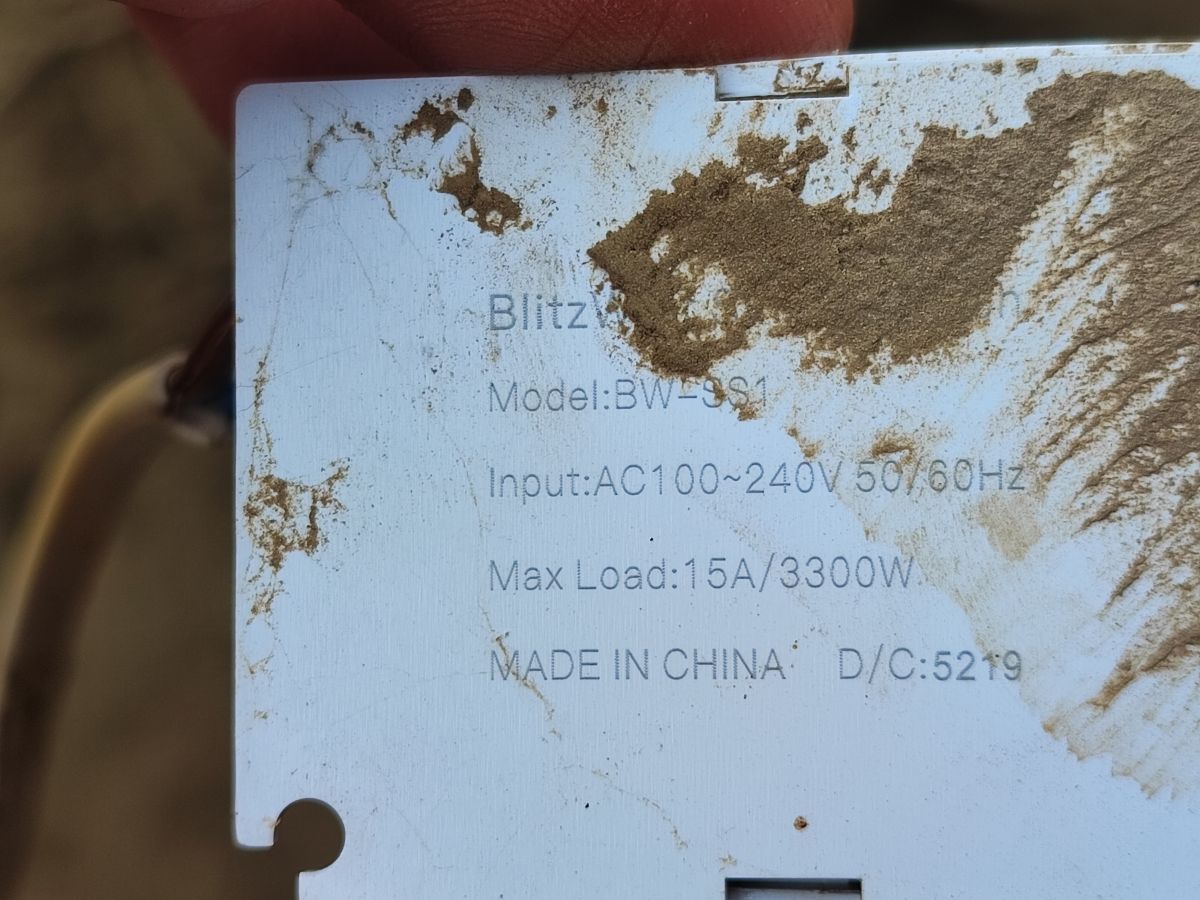 Blitz
Model:BW-SS1
Input:AC100~240V 50/60Hz
Max Load:15A/3300W
MADE IN CHINA D/C:5219